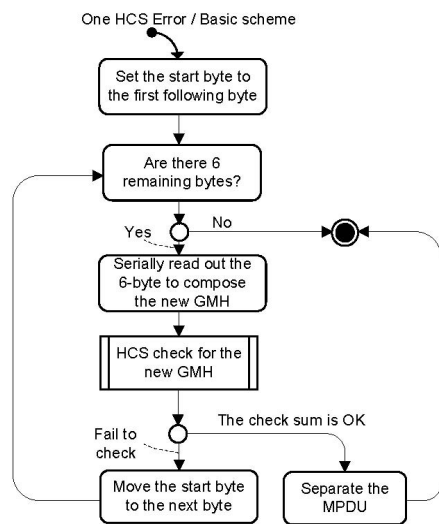 One HCS Error / Basic scheme
Set the start byte to
the first following byte
Are there 6
remaining bytes?
Yes
No
Serially read out the
6-byte to compose
the new GMH
HCS check for the
new GMH
The check sum is OK
Fail to
check
Move the start byte
to the next byte
Separate the
MPDU